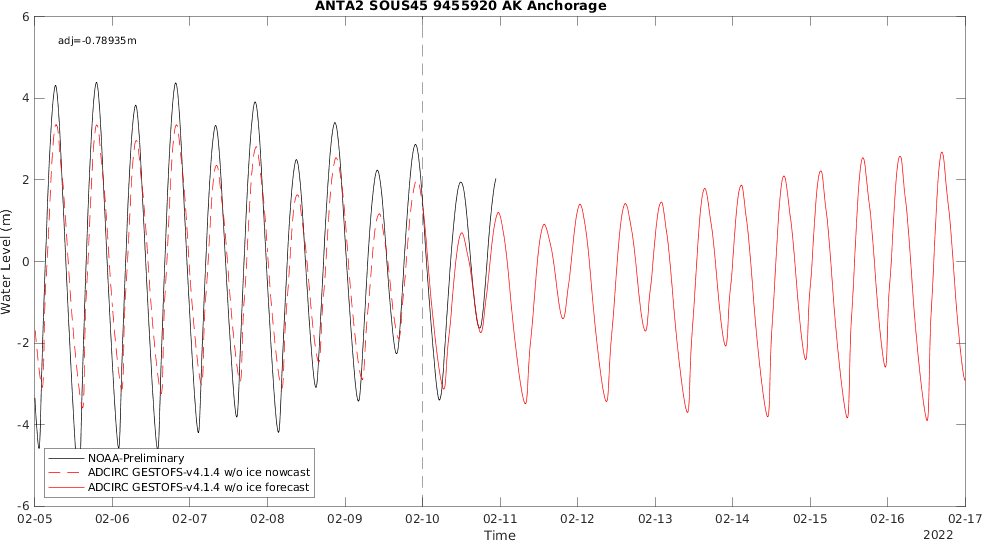 ANTA2 SOUS45 9455920 AK Anchorage
adj=-0.78935m
6
4
2
0
-2
-4
-6
Water Level (m)
NOAA-Preliminary
ADCIRC GESTOFS-v4.1.4 w/o ice nowcast
ADCIRC GESTOFS-v4.1.4 w/o ice forecast
02-05 02-06 02-07 02-08 02-09 02-10 02-11 02-12 02-13 02-14 02-15 02-16 02-17
Time
2022